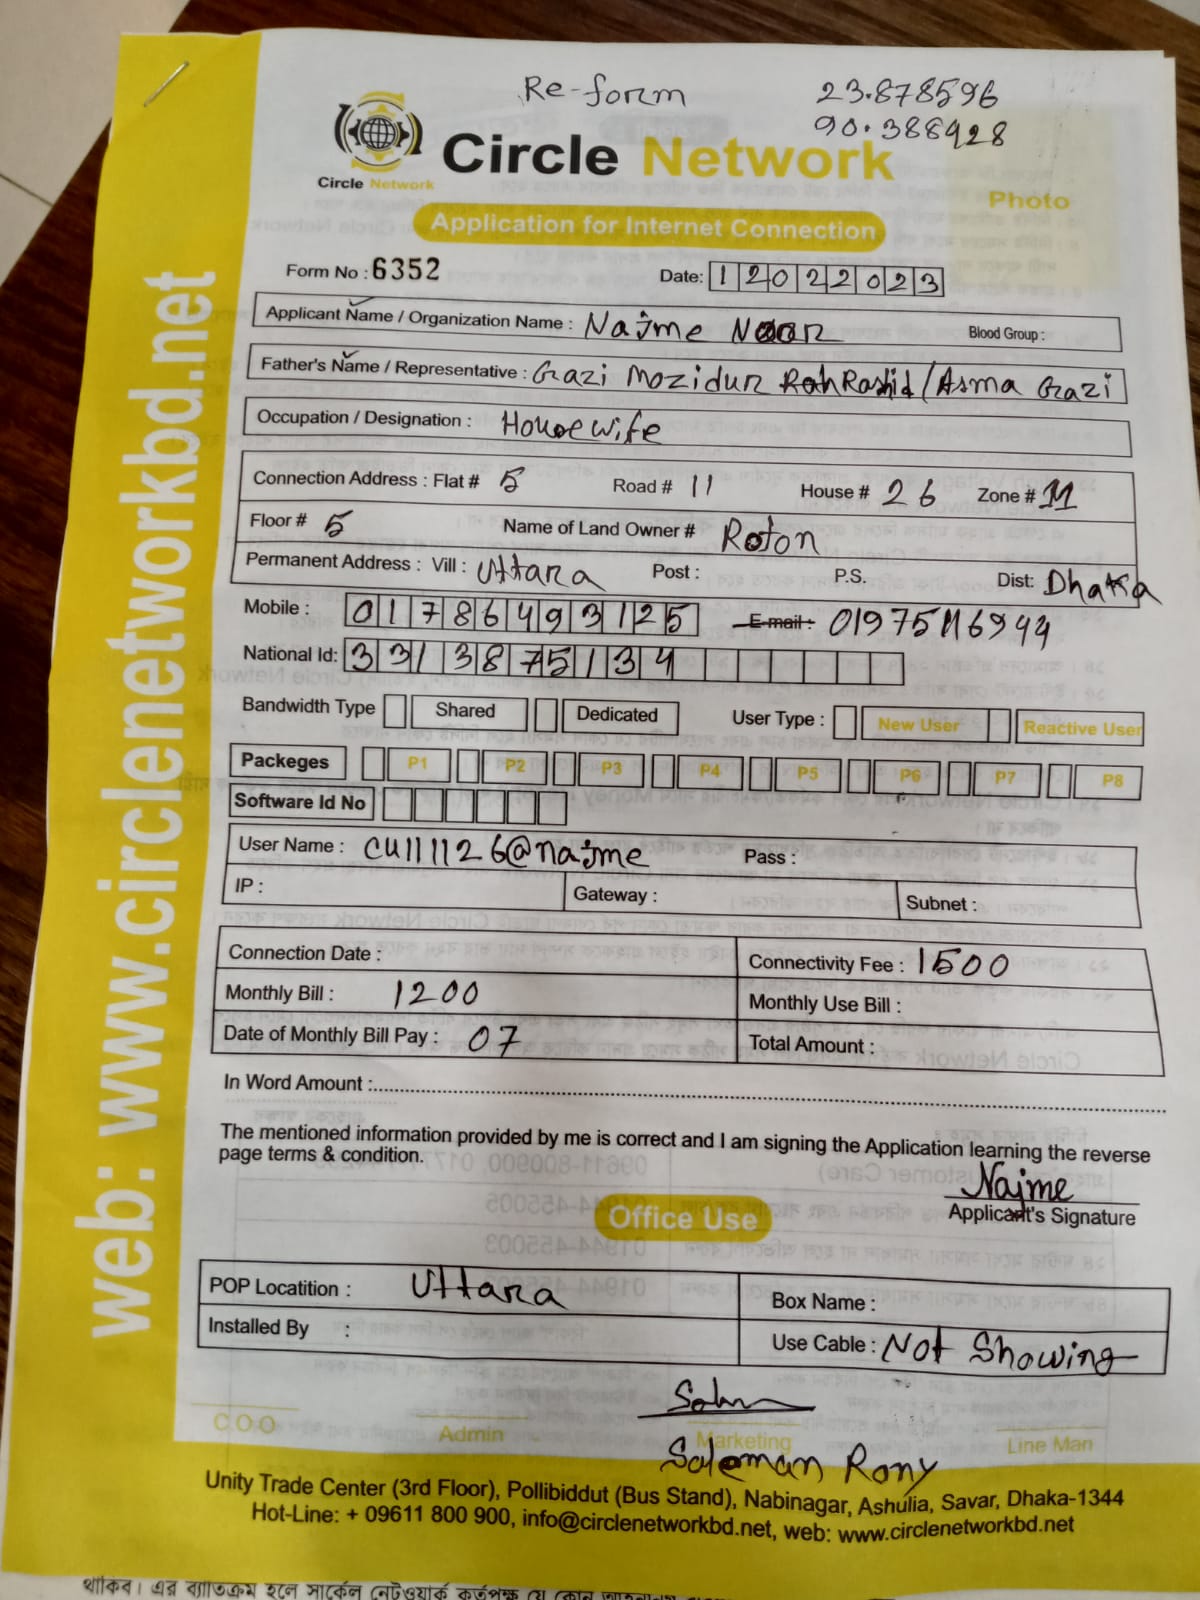 Re-form
23.878596
90.388928
Circle Network
Circle Network
Photo
Application for Internet Connection
Form No : 6352
Date: 12022023
Applicant Name / Organization Name : Najme Noor Blood Group :
Father's Name / Representative : Gazi Mozidur Rashid / Asma Gazi
Occupation / Designation : Housewife
Connection Address : Flat # 5 Road # 11 House # 26 Zone # 11
Floor # 5 Name of Land Owner # Roton
Permanent Address : Vill : Uttara Post : P.S. Dist: Dhaka
Mobile : 01786493125 E-mail : 01975116944
National Id: 3313875134
Bandwidth Type Shared Dedicated User Type : New User Reactive User
Packeges P1 P2 P3 P4 P5 P6 P7 P8
Software Id No
User Name : cu111126@najme Pass :
IP : Gateway : Subnet :
Connection Date : Connectivity Fee : 1500
Monthly Bill : 1200 Monthly Use Bill :
Date of Monthly Bill Pay : 07 Total Amount :
In Word Amount :
The mentioned information provided by me is correct and I am signing the Application learning the reverse
page terms & condition.
Najme
Applicant's Signature
Office Use
POP Locatition : Uttara Box Name :
Installed By : Use Cable : Not Showing
C O O Admin Marketing Line Man
Soleman Rony
Unity Trade Center (3rd Floor), Pollibiddut (Bus Stand), Nabinagar, Ashulia, Savar, Dhaka-1344
Hot-Line: + 09611 800 900, info@circlenetworkbd.net, web: www.circlenetworkbd.net
web: www.circlenetworkbd.net
থাকিব। এর ব্যতিক্রম হলে সার্কেল নেটওয়ার্ক কর্তৃপক্ষ যে কোন